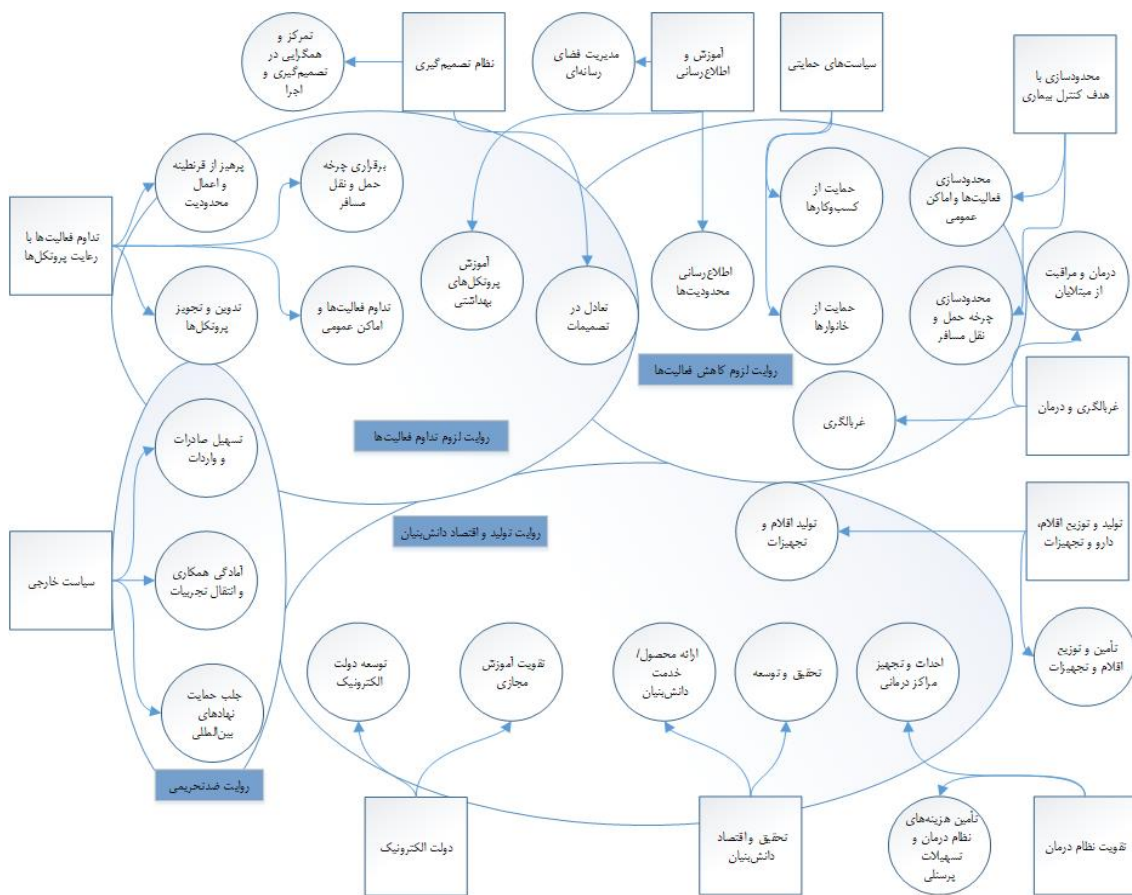 تمرکز و
همگرایی در
تصمیم‌گیری و
اجرا
نظام تصمیم‌گیری
مدیریت فضای
رسانه‌ای
آموزش و
اطلاع‌رسانی
سیاست‌های حمایتی
محدودسازی با
هدف کنترل بیماری
پرهیز از قرنطینه
و اعمال
محدودیت
برقراری چرخه
حمل و نقل
مسافر
حمایت از
کسب‌وکارها
محدودسازی
فعالیت‌ها و اماکن
عمومی
تداوم فعالیت‌ها با
رعایت پروتکل‌ها
آموزش
پروتکل‌های
بهداشتی
اطلاع‌رسانی
محدودیت‌ها
درمان و مراقبت
از مبتلایان
تدوین و تجویز
پروتکل‌ها
تداوم فعالیت‌ها و
اماکن عمومی
تعادل در
تصمیمات
حمایت از
خانوارها
محدودسازی
چرخه حمل و
نقل مسافر
روایت لزوم کاهش فعالیت‌ها
غربالگری
غربالگری و درمان
روایت لزوم تداوم فعالیت‌ها
تسهیل صادرات
و واردات
روایت تولید و اقتصاد دانش‌بنیان
تولید اقلام و
تجهیزات
تولید و توزیع اقلام،
دارو و تجهیزات
سیاست خارجی
آمادگی همکاری
و انتقال تجربیات
تأمین و توزیع
اقلام و تجهیزات
توسعه دولت
الکترونیک
تقویت آموزش
مجازی
ارائه محصول/
خدمت
دانش‌بنیان
تحقیق و توسعه
احداث و تجهیز
مراکز درمانی
جلب حمایت
نهادهای
بین‌المللی
روایت ضدتحریمی
دولت الکترونیک
تحقیق و اقتصاد
دانش‌بنیان
تأمین هزینه‌های
نظام درمان و
تسهیلات
پرسنلی
تقویت نظام درمان